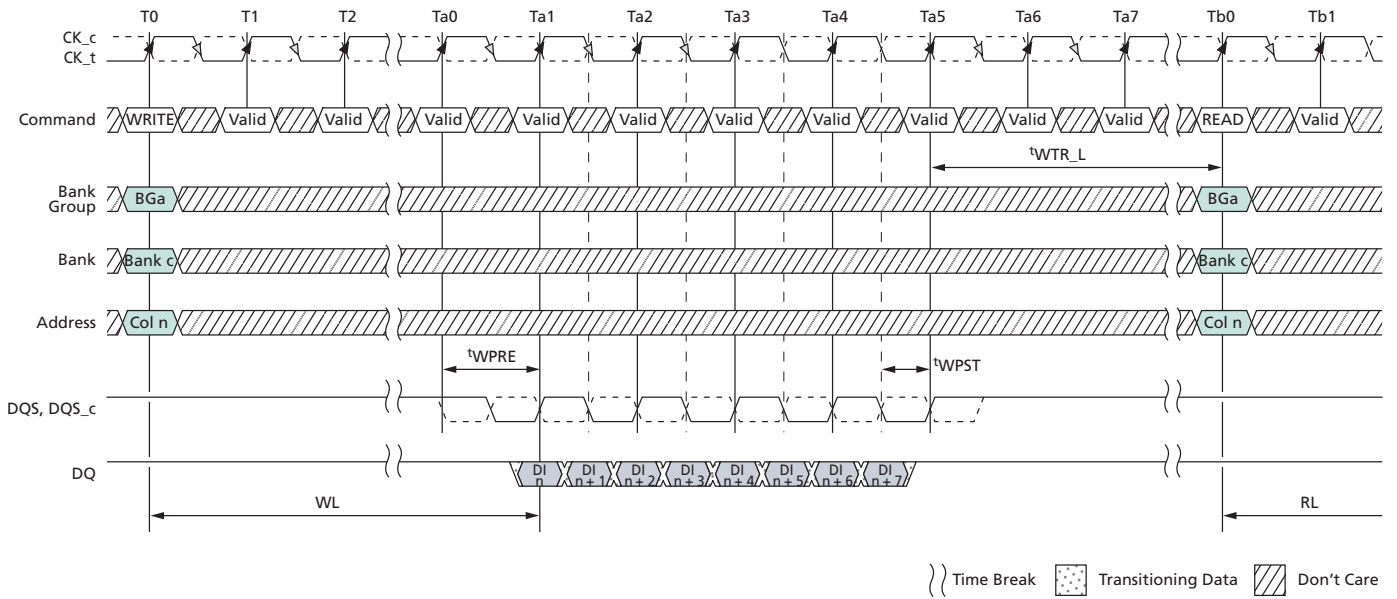 T0 T1 T2 Ta0 Ta1 Ta2 Ta3 Ta4 Ta5 Ta6 Ta7 Tb0 Tb1
CK_c
CK_t
Command WRITE Valid Valid Valid Valid Valid Valid Valid Valid Valid Valid READ Valid
tWTR_L
Bank
Group BGa BGa
Bank Bank c Bank c
Address Col n Col n
tWPRE tWPST
DQS, DQS_c
DQ DI n DI n + 1 DI n + 2 DI n + 3 DI n + 4 DI n + 5 DI n + 6 DI n + 7
WL RL
Time Break Transitioning Data Don't Care